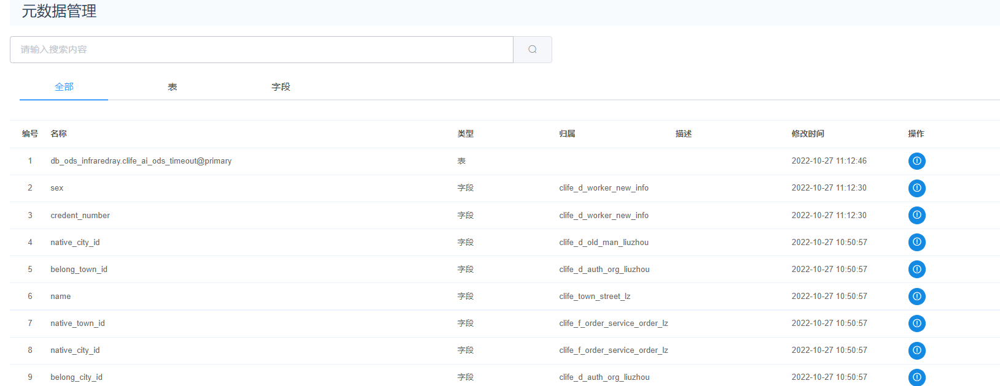 元数据管理
请输入搜索内容
全部 表 字段
编号 名称 类型 归属 描述 修改时间 操作
1 db_ods_infraredray.clife_ai_ods_timeout@primary 表 2022-10-27 11:12:46
2 sex 字段 clife_d_worker_new_info 2022-10-27 11:12:30
3 credent_number 字段 clife_d_worker_new_info 2022-10-27 11:12:30
4 native_city_id 字段 clife_d_old_man_liuzhou 2022-10-27 10:50:57
5 belong_town_id 字段 clife_d_auth_org_liuzhou 2022-10-27 10:50:57
6 name 字段 clife_town_street_lz 2022-10-27 10:50:57
7 native_town_id 字段 clife_f_order_service_order_lz 2022-10-27 10:50:57
8 native_city_id 字段 clife_f_order_service_order_lz 2022-10-27 10:50:57
9 belong_city_id 字段 clife_d_auth_org_liuzhou 2022-10-27 10:50:57